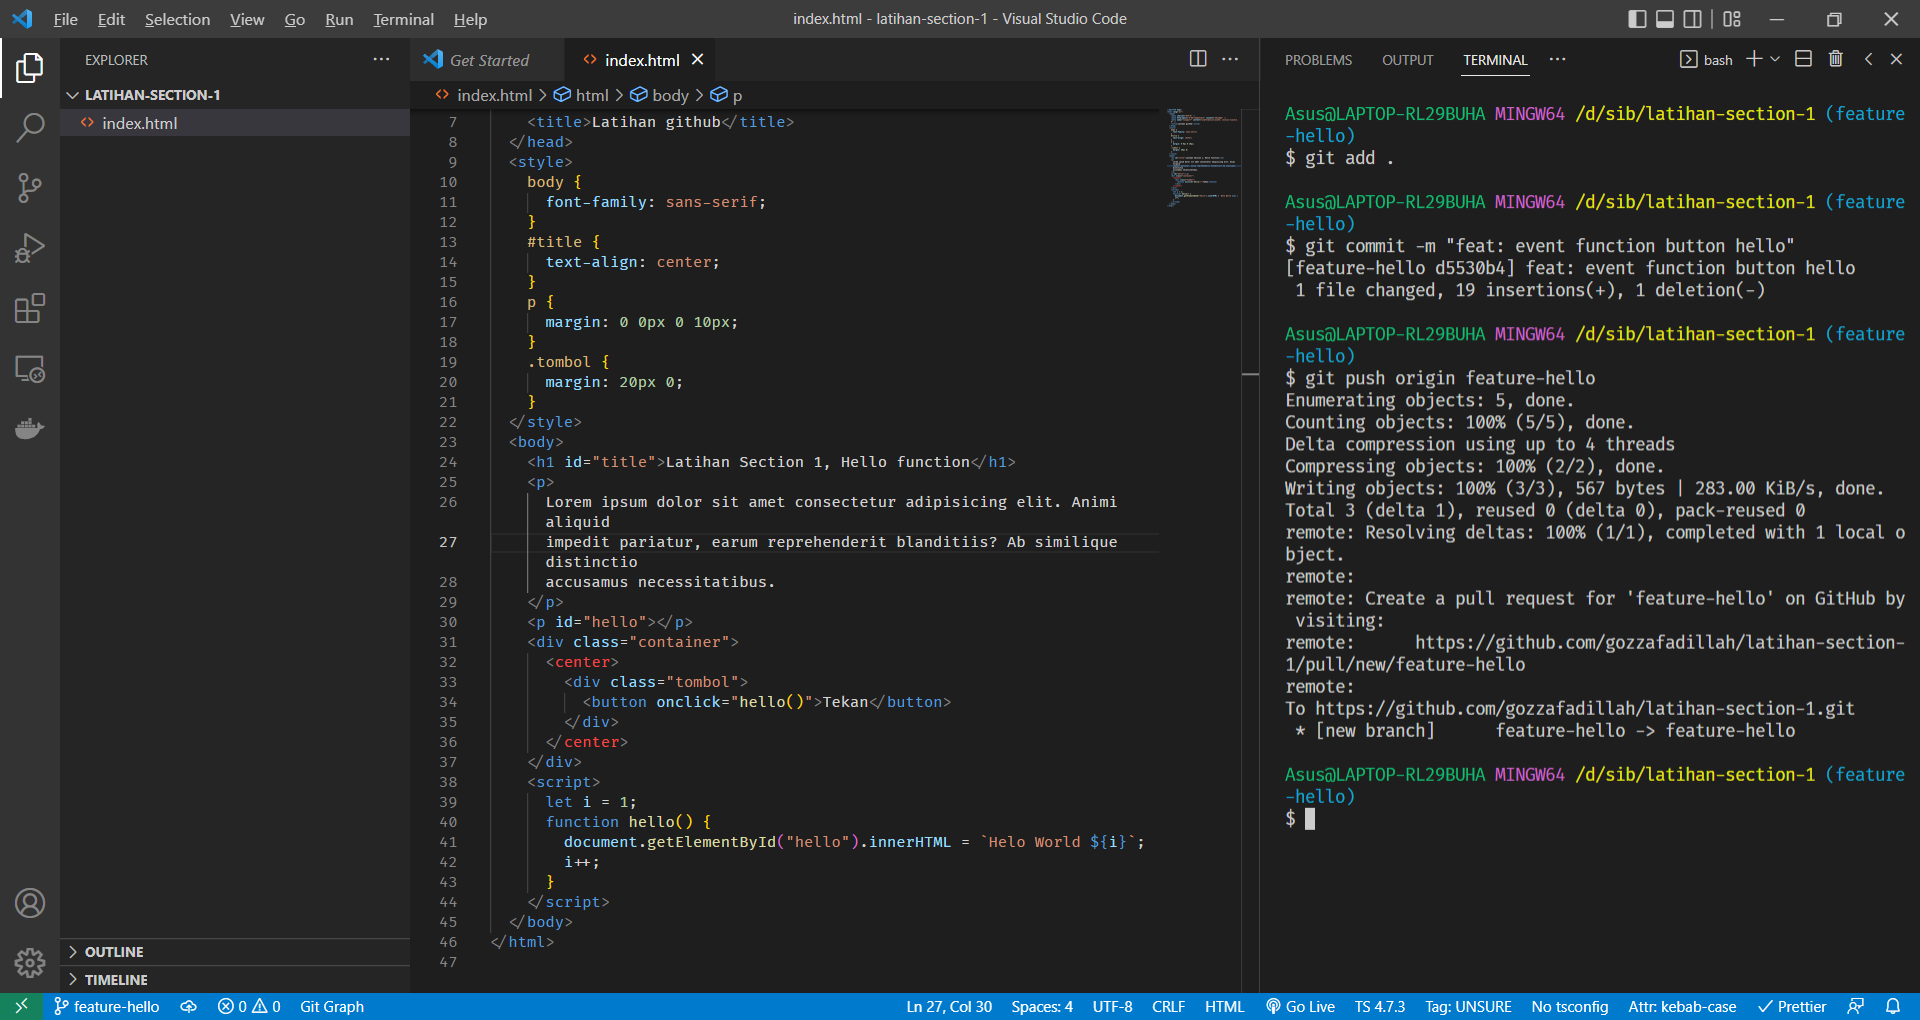 File Edit Selection View Go Run Terminal Help
index.html - latihan-section-1 - Visual Studio Code
EXPLORER
LATIHAN-SECTION-1
index.html
OUTLINE
TIMELINE
Get Started
index.html
index.html > html > body > p
7 <title>Latihan github</title>
8 </head>
9 <style>
10 body {
11 font-family: sans-serif;
12 }
13 #title {
14 text-align: center;
15 }
16 p {
17 margin: 0 0px 0 10px;
18 }
19 .tombol {
20 margin: 20px 0;
21 }
22 </style>
23 <body>
24 <h1 id="title">Latihan Section 1, Hello function</h1>
25 <p>
26 Lorem ipsum dolor sit amet consectetur adipisicing elit. Animi
aliquid
27 impedit pariatur, earum reprehenderit blanditiis? Ab similique
distinctio
28 accusamus necessitatibus.
29 </p>
30 <p id="hello"></p>
31 <div class="container">
32 <center>
33 <div class="tombol">
34 <button onclick="hello()">Tekan</button>
35 </div>
36 </center>
37 </div>
38 <script>
39 let i = 1;
40 function hello() {
41 document.getElementById("hello").innerHTML = `Helo World ${i}`;
42 i++;
43 }
44 </script>
45 </body>
46 </html>
47
PROBLEMS OUTPUT TERMINAL
bash
Asus@LAPTOP-RL29BUHA MINGW64 /d/sib/latihan-section-1 (feature
-hello)
$ git add .
Asus@LAPTOP-RL29BUHA MINGW64 /d/sib/latihan-section-1 (feature
-hello)
$ git commit -m "feat: event function button hello"
[feature-hello d5530b4] feat: event function button hello
1 file changed, 19 insertions(+), 1 deletion(-)
Asus@LAPTOP-RL29BUHA MINGW64 /d/sib/latihan-section-1 (feature
-hello)
$ git push origin feature-hello
Enumerating objects: 5, done.
Counting objects: 100% (5/5), done.
Delta compression using up to 4 threads
Compressing objects: 100% (2/2), done.
Writing objects: 100% (3/3), 567 bytes | 283.00 KiB/s, done.
Total 3 (delta 1), reused 0 (delta 0), pack-reused 0
remote: Resolving deltas: 100% (1/1), completed with 1 local o
bject.
remote:
remote: Create a pull request for 'feature-hello' on GitHub by
visiting:
remote: https://github.com/gozzafadillah/latihan-section-
1/pull/new/feature-hello
remote:
To https://github.com/gozzafadillah/latihan-section-1.git
* [new branch] feature-hello -> feature-hello
Asus@LAPTOP-RL29BUHA MINGW64 /d/sib/latihan-section-1 (feature
-hello)
$
feature-hello 0 0 Git Graph Ln 27, Col 30 Spaces: 4 UTF-8 CRLF HTML Go Live TS 4.7.3 Tag: UNSURE No tsconfig Attr: kebab-case Prettier